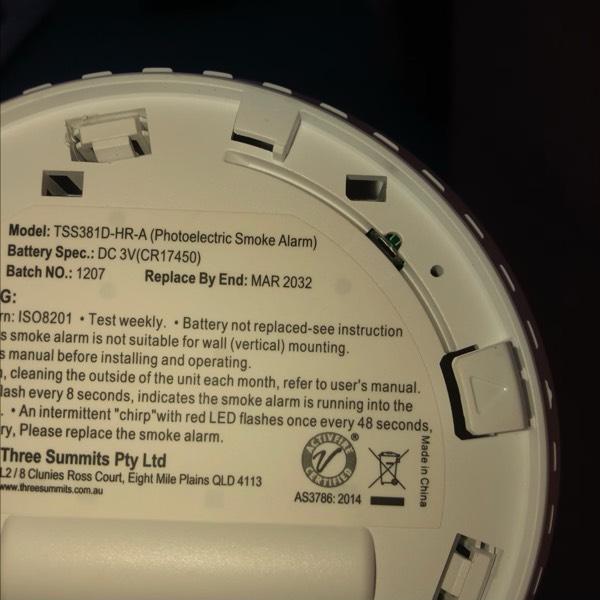 Model: TSS381D-HR-A (Photoelectric Smoke Alarm)
Battery Spec.: DC 3V(CR17450)
Batch NO.: 1207 Replace By End: MAR 2032
G:
rn: ISO8201 • Test weekly. • Battery not replaced-see instruction
s smoke alarm is not suitable for wall (vertical) mounting.
s manual before installing and operating.
, cleaning the outside of the unit each month, refer to user's manual.
lash every 8 seconds, indicates the smoke alarm is running into the
. • An intermittent "chirp"with red LED flashes once every 48 seconds,
ry, Please replace the smoke alarm.
Three Summits Pty Ltd
L2 / 8 Clunies Ross Court, Eight Mile Plains QLD 4113
www.threesummits.com.au
ACTIVFIRE
®
CERTIFIED
AS3786: 2014
Made in China